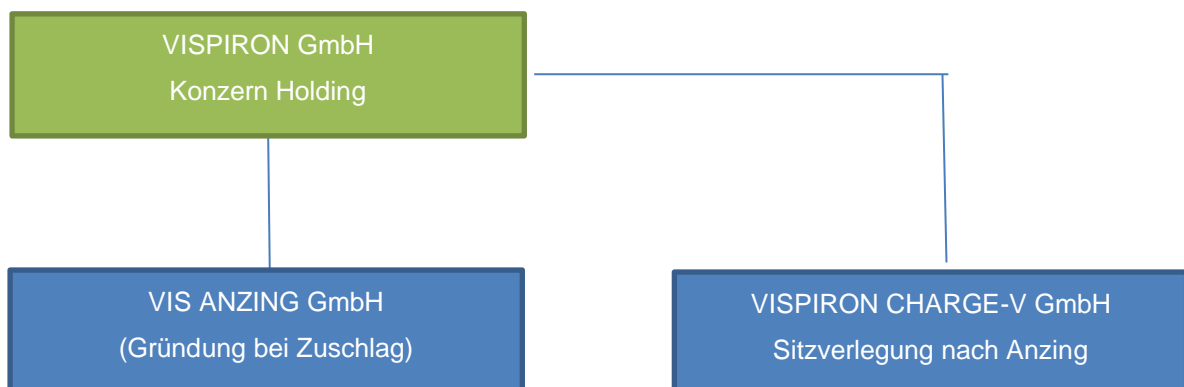 VISPIRON GmbH
Konzern Holding
VIS ANZING GmbH
(Gründung bei Zuschlag)
VISPIRON CHARGE-V GmbH
Sitzverlegung nach Anzing